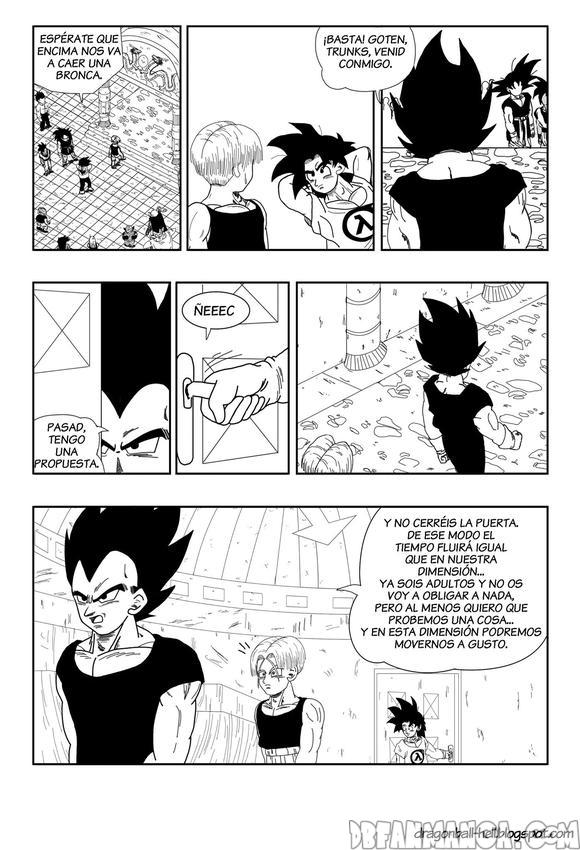 ESPÉRATE QUE
ENCIMA NOS VA
A CAER UNA
BRONCA.
¡BASTA! GOTEN,
TRUNKS, VENID
CONMIGO.
PASAD,
TENGO
UNA
PROPUESTA.
ÑEEEC
Y NO CERRÉIS LA PUERTA.
DE ESE MODO EL
TIEMPO FLUIRÁ IGUAL
QUE EN NUESTRA
DIMENSIÓN...
YA SOIS ADULTOS Y NO OS
VOY A OBLIGAR A NADA,
PERO AL MENOS QUIERO QUE
PROBEMOS UNA COSA...
Y EN ESTA DIMENSIÓN PODREMOS
MOVERNOS A GUSTO.
λ
λ
DBFANMANGA.COM